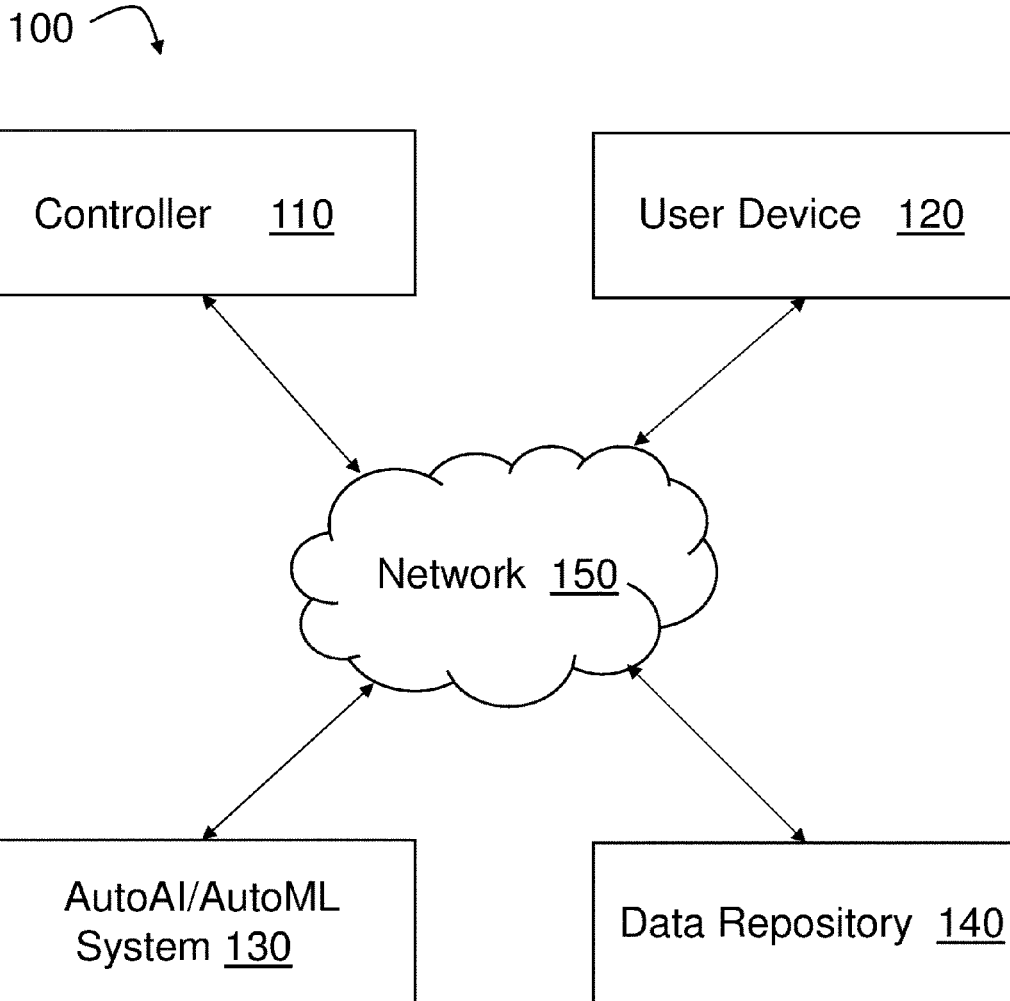 100
Controller 110
User Device 120
Network 150
AutoAI/AutoML
System 130
Data Repository 140